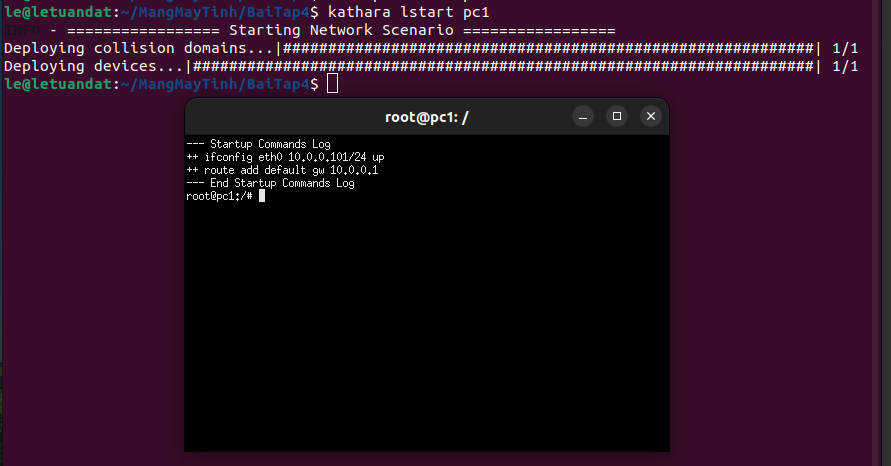 le@letuandat:~/MangMayTinh/BaiTap4$ kathara lstart pc1
INFO - ================= Starting Network Scenario =================
Deploying collision domains...|###########################################################| 1/1
Deploying devices...|#####################################################################| 1/1
le@letuandat:~/MangMayTinh/BaiTap4$
root@pc1: /
--- Startup Commands Log
++ ifconfig eth0 10.0.0.101/24 up
++ route add default gw 10.0.0.1
--- End Startup Commands Log
root@pc1:/#